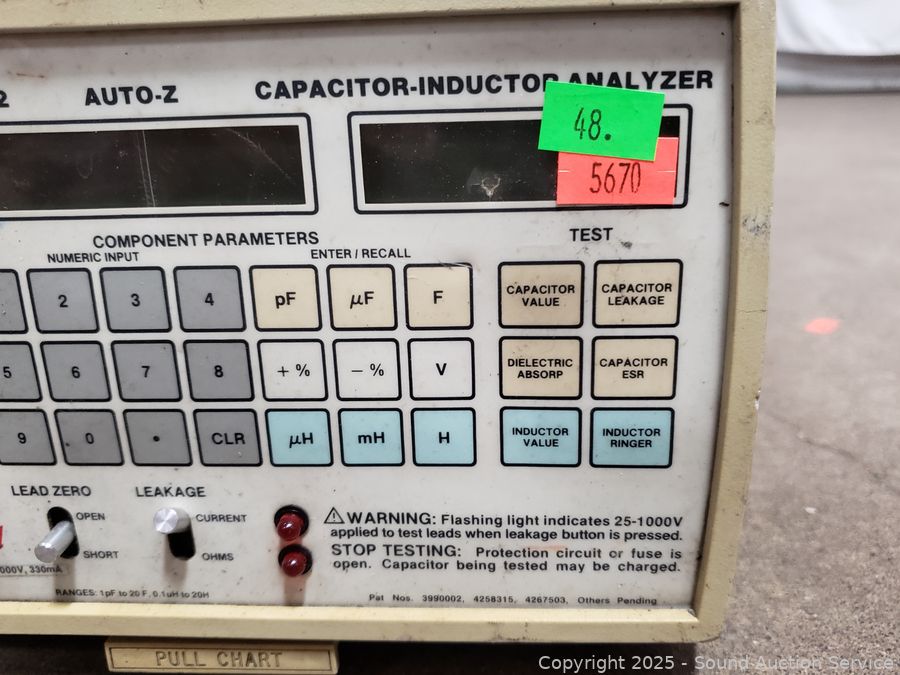 2 AUTO-Z CAPACITOR-INDUCTOR ANALYZER
48.
5670
COMPONENT PARAMETERS
NUMERIC INPUT
ENTER / RECALL
TEST
2 3 4 pF µF F
CAPACITOR VALUE
CAPACITOR LEAKAGE
5 6 7 8 + % − % V
DIELECTRIC ABSORP
CAPACITOR ESR
9 0 . CLR µH mH H
INDUCTOR VALUE
INDUCTOR RINGER
LEAD ZERO
OPEN
SHORT
LEAKAGE
CURRENT
OHMS
⚠ WARNING: Flashing light indicates 25-1000V
applied to test leads when leakage button is pressed.
STOP TESTING: Protection circuit or fuse is
open. Capacitor being tested may be charged.
000V, 330mA
RANGES: 1pF to 20 F, 0.1uH to 20H
Pat Nos. 3990002, 4258315, 4267503, Others Pending
PULL CHART
Copyright 2025 - Sound Auction Service